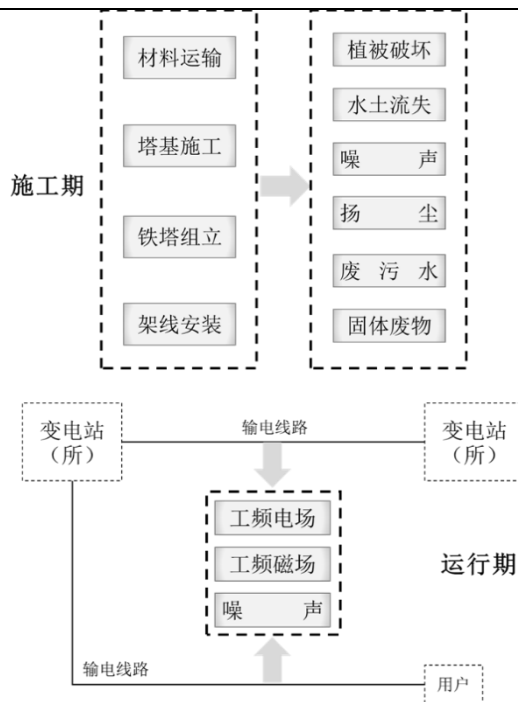 施工期
材料运输
塔基施工
铁塔组立
架线安装
植被破坏
水土流失
噪 声
扬 尘
废 污 水
固体废物
变电站
（所）
输电线路
变电站
（所）
工频电场
工频磁场
噪 声
运行期
输电线路
用户